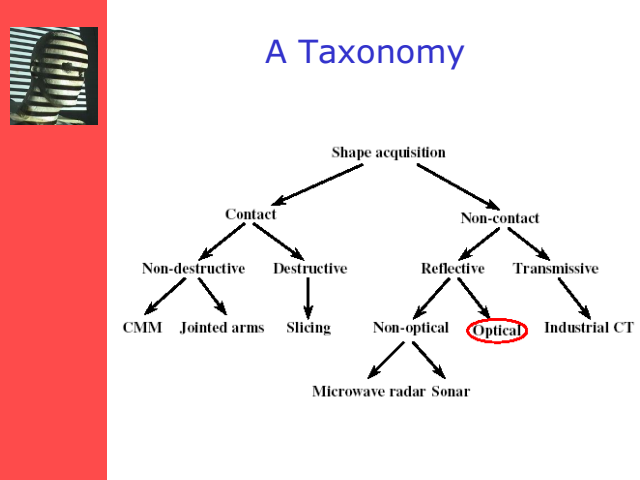 A Taxonomy
Shape acquisition
Contact
Non-contact
Non-destructive
Destructive
Reflective
Transmissive
CMM
Jointed arms
Slicing
Non-optical
Optical
Industrial CT
Microwave radar
Sonar